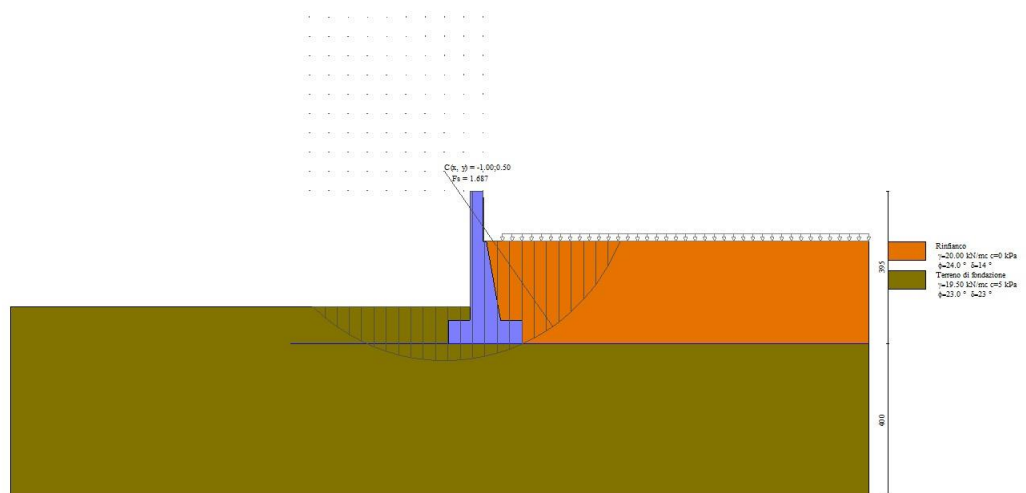 C(x, y) = -1.00;0.50
Fs = 1.687
Rinfianco
γ=20.00 kN/mc c=0 kPa
ϕ=24.0 ° δ=14 °
Terreno di fondazione
γ=19.50 kN/mc c=5 kPa
ϕ=23.0 ° δ=23 °
395
400